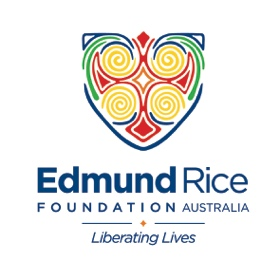 Edmund Rice
FOUNDATION AUSTRALIA
Liberating Lives